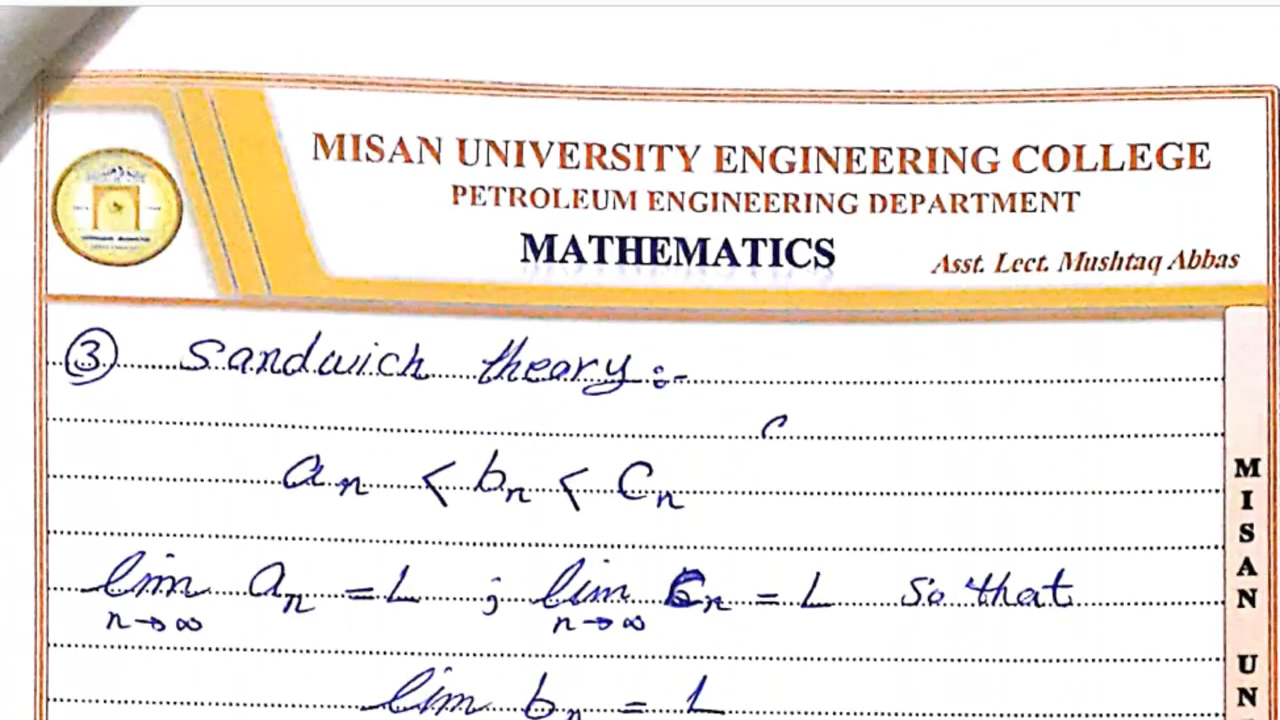 MISAN UNIVERSITY ENGINEERING COLLEGE
PETROLEUM ENGINEERING DEPARTMENT
MATHEMATICS
Asst. Lect. Mushtaq Abbas
③ Sandwich theory :-
C
aₙ < bₙ < Cₙ
lim aₙ = L ; lim Cₙ = L so that
n→∞ n→∞
lim bₙ = L
MISAN UN